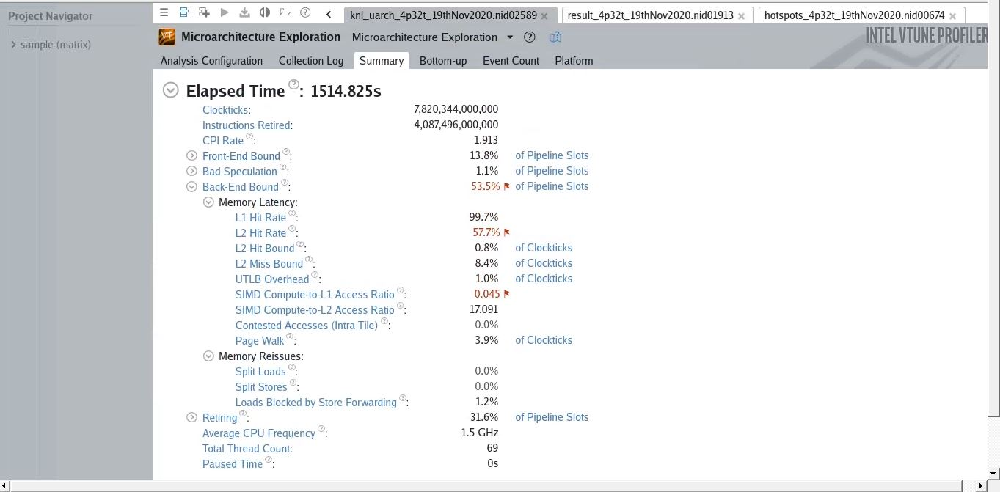 Project Navigator
sample (matrix)
knl_uarch_4p32t_19thNov2020.nid02589 × result_4p32t_19thNov2020.nid01913 × hotspots_4p32t_19thNov2020.nid00674 ×
Microarchitecture Exploration Microarchitecture Exploration ? INTEL VTUNE PROFILER
Analysis Configuration Collection Log Summary Bottom-up Event Count Platform
Elapsed Time ?: 1514.825s
Clockticks: 7,820,344,000,000
Instructions Retired: 4,087,496,000,000
CPI Rate ?: 1.913
Front-End Bound ?: 13.8% of Pipeline Slots
Bad Speculation ?: 1.1% of Pipeline Slots
Back-End Bound ?: 53.5% of Pipeline Slots
Memory Latency:
L1 Hit Rate ?: 99.7%
L2 Hit Rate ?: 57.7%
L2 Hit Bound ?: 0.8% of Clockticks
L2 Miss Bound ?: 8.4% of Clockticks
UTLB Overhead ?: 1.0% of Clockticks
SIMD Compute-to-L1 Access Ratio ?: 0.045
SIMD Compute-to-L2 Access Ratio ?: 17.091
Contested Accesses (Intra-Tile) ?: 0.0%
Page Walk ?: 3.9% of Clockticks
Memory Reissues:
Split Loads ?: 0.0%
Split Stores ?: 0.0%
Loads Blocked by Store Forwarding ?: 1.2%
Retiring ?: 31.6% of Pipeline Slots
Average CPU Frequency ?: 1.5 GHz
Total Thread Count: 69
Paused Time ?: 0s